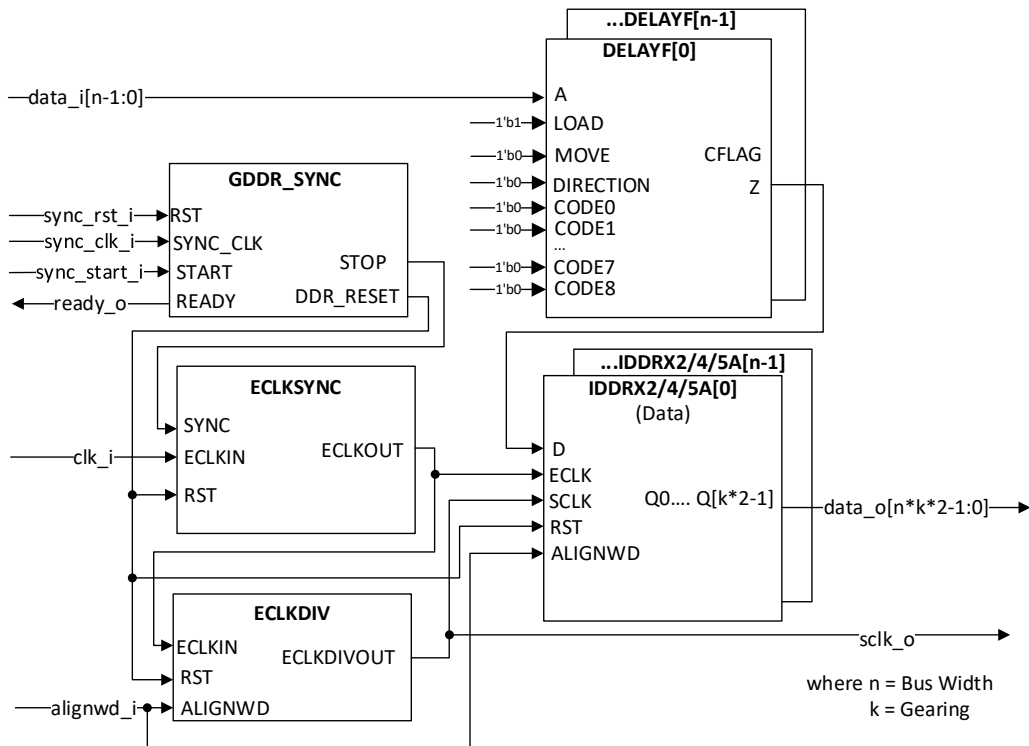 ...DELAYF[n-1]
DELAYF[0]
data_i[n-1:0]
A
1'b1
LOAD
1'b0
MOVE
CFLAG
1'b0
DIRECTION
Z
1'b0
CODE0
1'b0
CODE1
...
1'b0
CODE7
1'b0
CODE8
GDDR_SYNC
sync_rst_i
RST
sync_clk_i
SYNC_CLK
sync_start_i
START
STOP
ready_o
READY
DDR_RESET
ECLKSYNC
SYNC
ECLKOUT
clk_i
ECLKIN
RST
...IDDRX2/4/5A[n-1]
IDDRX2/4/5A[0]
(Data)
D
ECLK
SCLK
Q0.... Q[k*2-1]
data_o[n*k*2-1:0]
RST
ALIGNWD
ECLKDIV
ECLKIN
ECLKDIVOUT
sclk_o
RST
alignwd_i
ALIGNWD
where n = Bus Width
k = Gearing